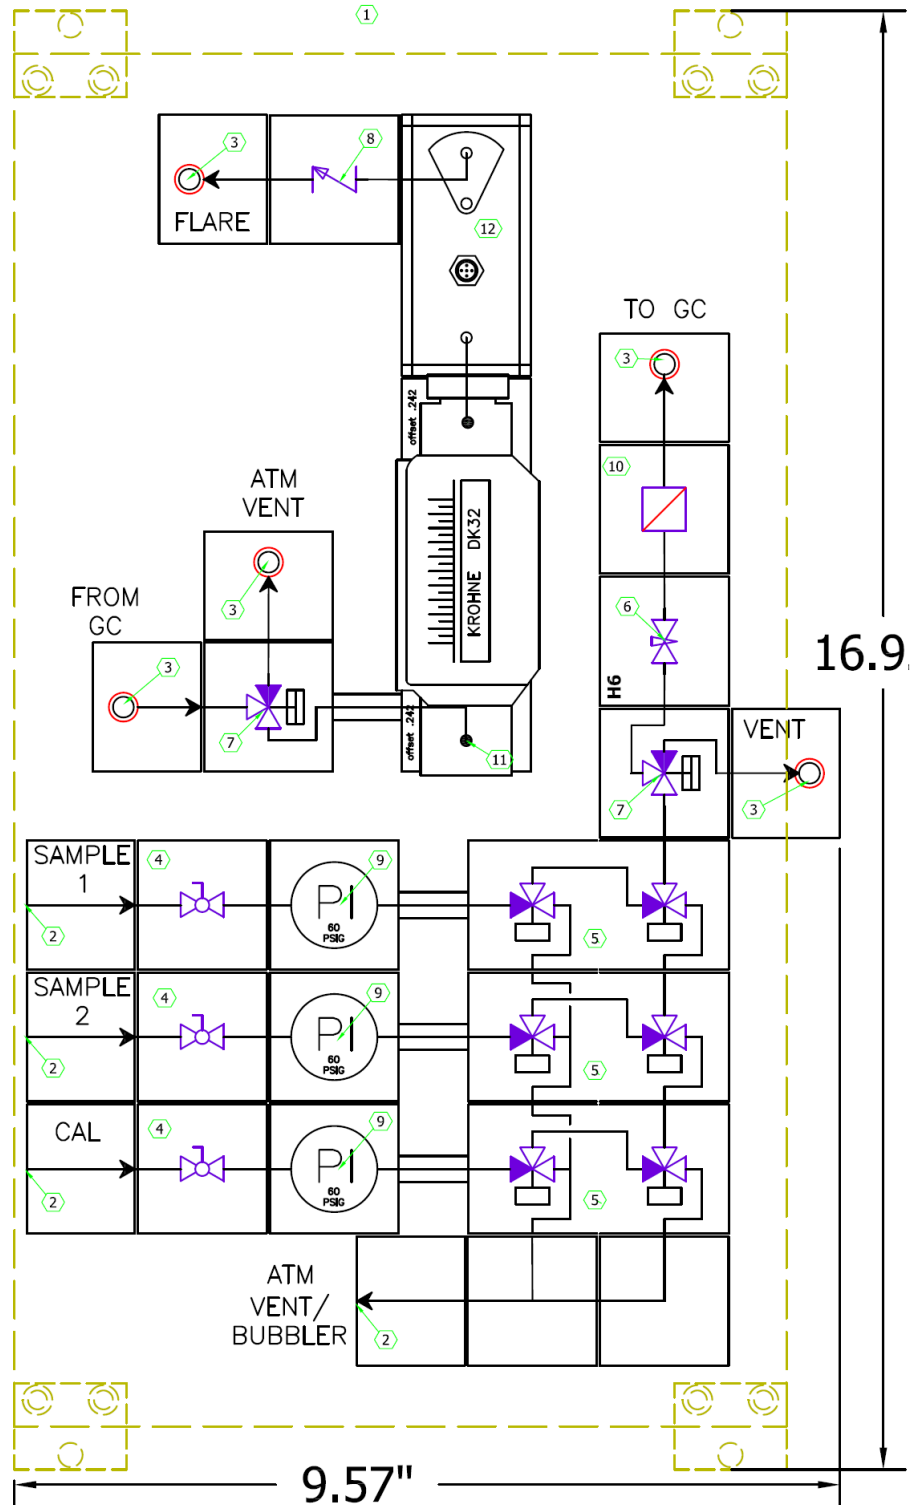 1
3
8
FLARE
12
TO GC
3
offset .242
10
ATM
VENT
KROHNE DK32
3
FROM
GC
6
16.9
3
H6
7
offset .242
11
VENT
7
3
SAMPLE
1
4
9
PI
60
PSIG
2
5
SAMPLE
2
4
9
PI
60
PSIG
2
5
CAL
4
9
PI
60
PSIG
2
5
ATM
VENT/
BUBBLER
2
9.57"